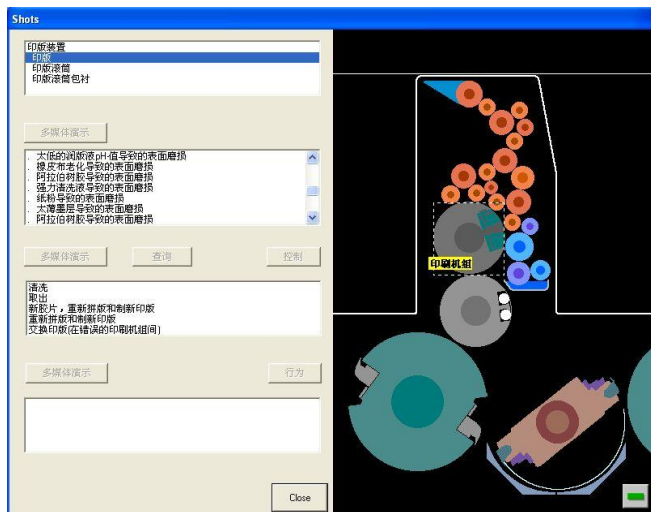 Shots
印版装置
印版
印版滚筒
印版滚筒包衬
多媒体演示
. 太低的润版液pH-值导致的表面磨损
. 橡皮布老化导致的表面磨损
. 阿拉伯树胶导致的表面磨损
. 强力清洗液导致的表面磨损
. 纸粉导致的表面磨损
. 太薄墨层导致的表面磨损
. 阿拉伯树胶导致的表面磨损
多媒体演示 查询 控制
印刷机组
清洗
取出
新胶片，重新拼版和制新印版
重新拼版和制新印版
交换印版(在错误的印刷机组间)
多媒体演示 行为
Close